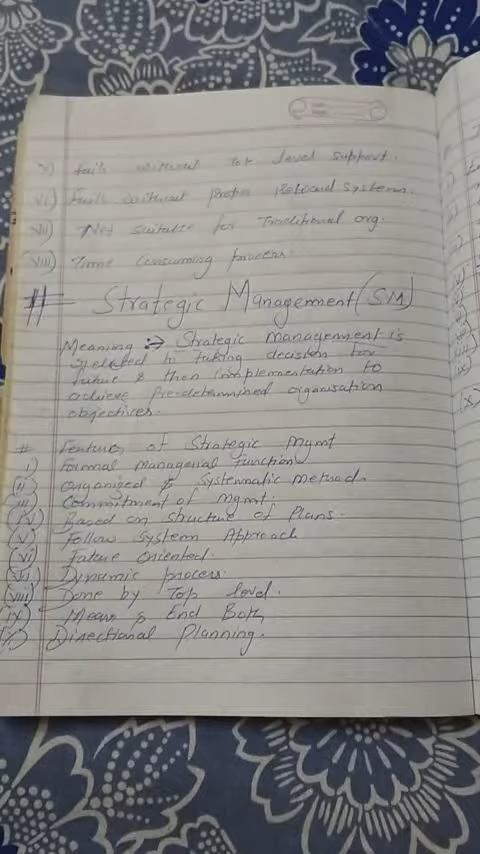 v) Fails without Top level support.
vi) Fails without proper Reward system.
vii) Not suitable for Traditional org.
viii) Time consuming process.
# Strategic Management (SM)
Meaning :→ Strategic management is
related to taking decision for
future & then implementation to
achieve pre-determined organisation
objectives.
# Features of Strategic Mgmt
i) Formal Managerial Function
ii) Organized & Systematic Method.
iii) Commitment of Mgmt.
iv) Based on structure of Plans.
v) Follow System Approach
vi) Future Oriented.
vii) Dynamic process.
viii) Done by Top level.
ix) Means & End Both
x) Directional Planning.